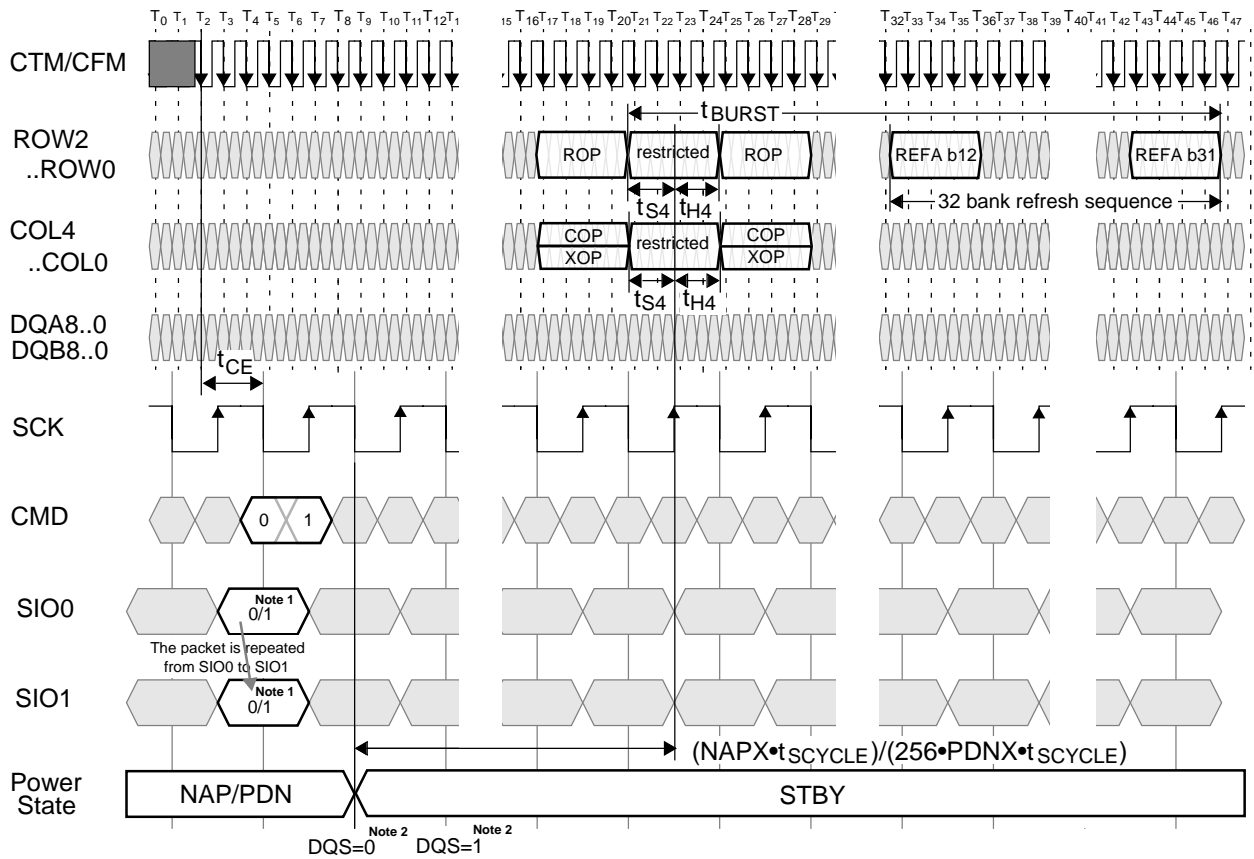 T0 T1 T2 T3 T4 T5 T6 T7 T8 T9 T10 T11 T12 T1 15 T16 T17 T18 T19 T20 T21 T22 T23 T24 T25 T26 T27 T28 T29 T32 T33 T34 T35 T36 T37 T38 T39 T40 T41 T42 T43 T44 T45 T46 T47
CTM/CFM
tBURST
ROW2
..ROW0
ROP restricted ROP REFA b12 REFA b31
tS4 tH4 32 bank refresh sequence
COL4
..COL0
COP restricted COP
XOP XOP
tS4 tH4
DQA8..0
DQB8..0
tCE
SCK
CMD 0 1
SIO0 0/1 Note 1
The packet is repeated
from SIO0 to SIO1
SIO1 0/1 Note 1
(NAPX•tSCYCLE)/(256•PDNX•tSCYCLE)
Power
State
NAP/PDN STBY
DQS=0 Note 2 DQS=1 Note 2